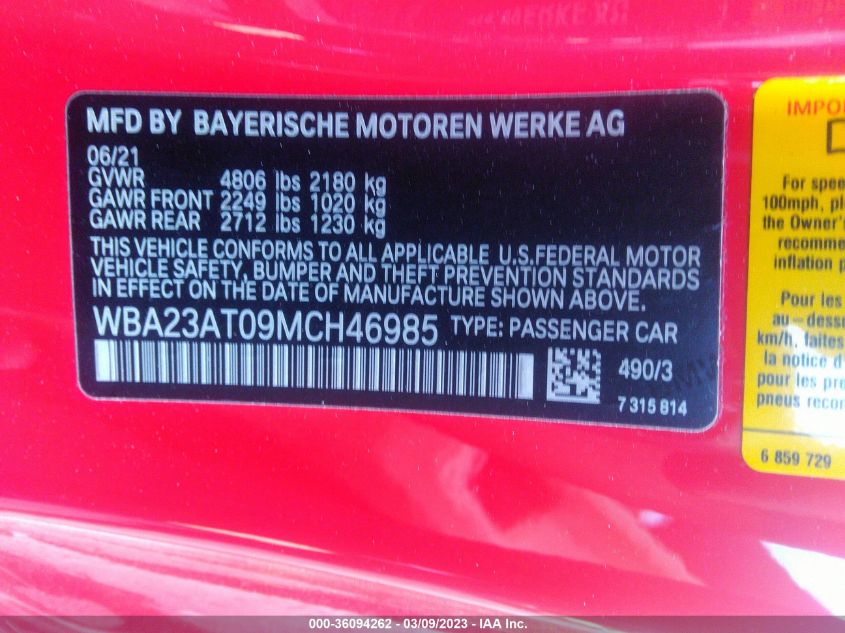 MFD BY BAYERISCHE MOTOREN WERKE AG
06/21
GVWR 4806 lbs 2180 kg
GAWR FRONT 2249 lbs 1020 kg
GAWR REAR 2712 lbs 1230 kg
THIS VEHICLE CONFORMS TO ALL APPLICABLE U.S.FEDERAL MOTOR
VEHICLE SAFETY, BUMPER AND THEFT PREVENTION STANDARDS
IN EFFECT ON THE DATE OF MANUFACTURE SHOWN ABOVE.
WBA23AT09MCH46985 TYPE: PASSENGER CAR
490/3
7 315 814
For spee
100mph, pl
the Owner's
recomme
inflation p
Pour les
au-dess
km/h, faites
la notice d
pour les pre
pneus recom
6 859 729
000-36094262 - 03/09/2023 - IAA Inc.